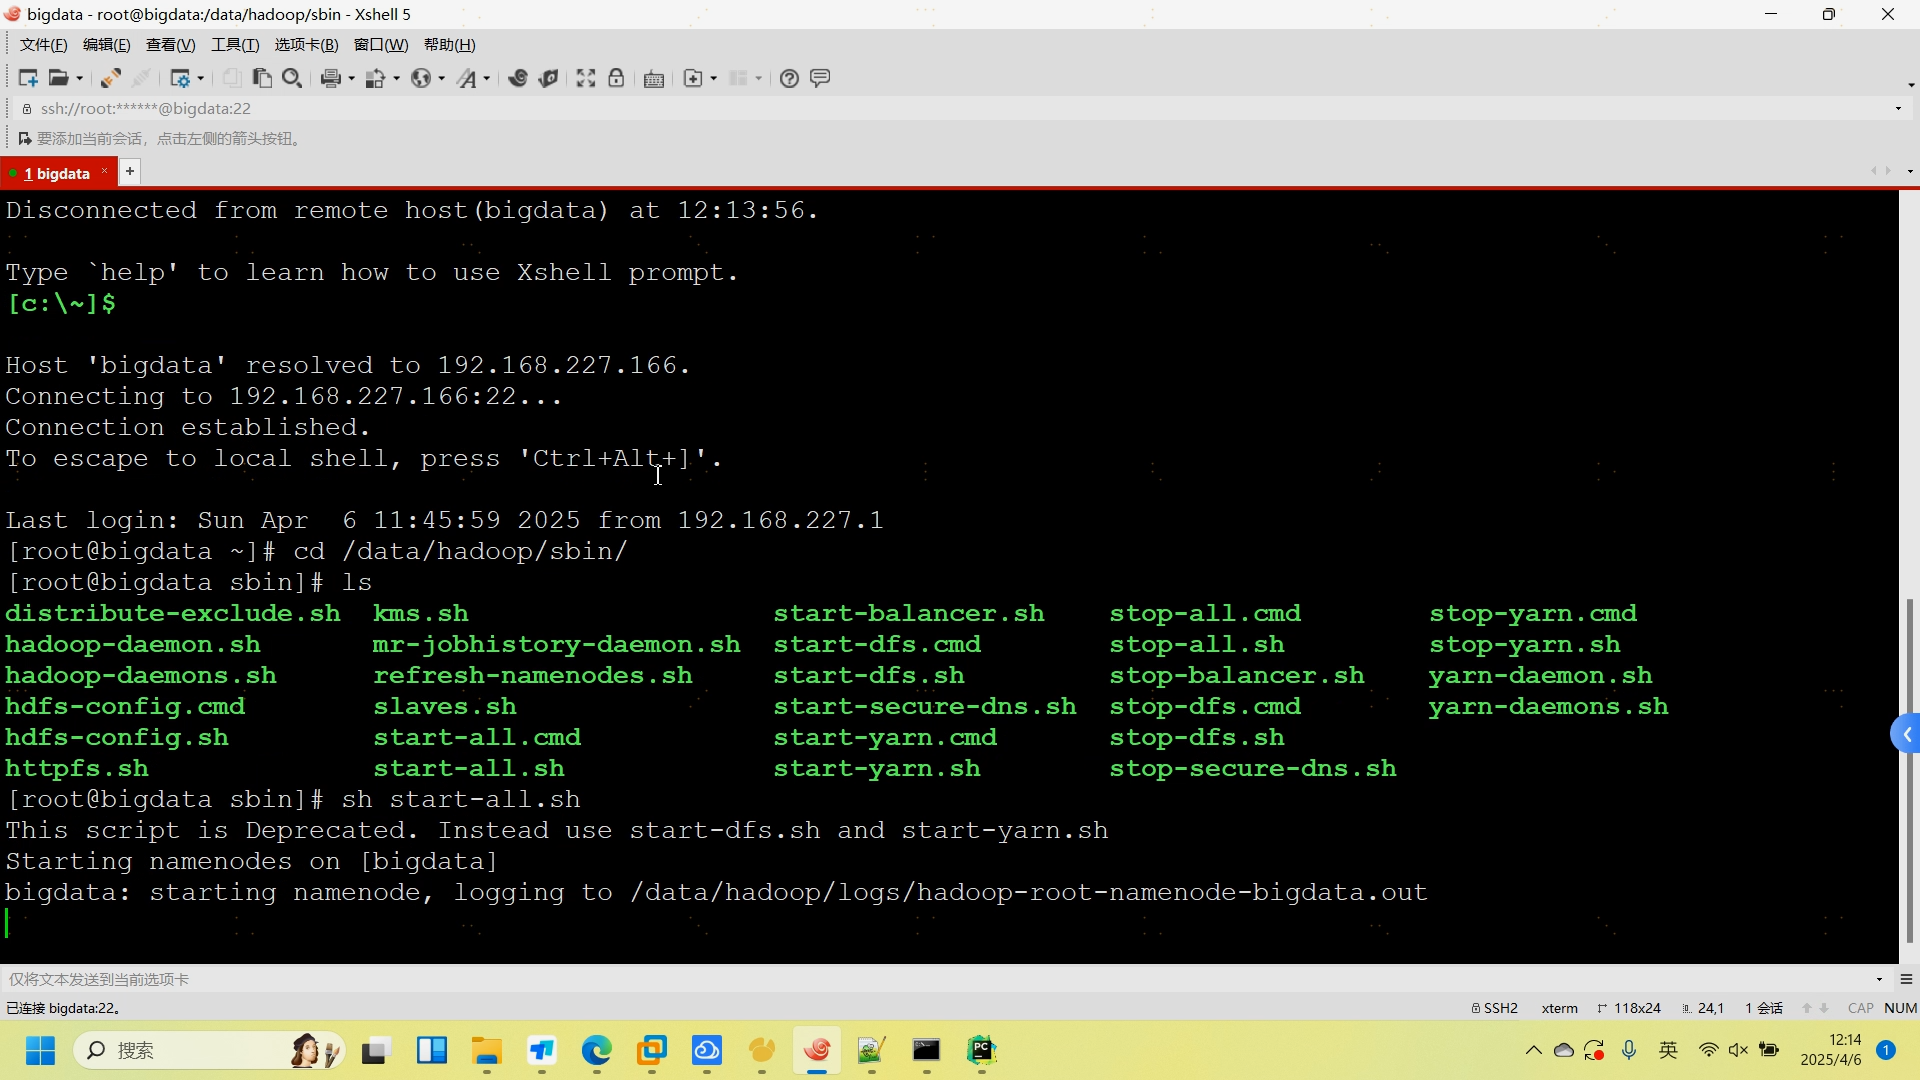 bigdata - root@bigdata:/data/hadoop/sbin - Xshell 5
文件(F) 编辑(E) 查看(V) 工具(T) 选项卡(B) 窗口(W) 帮助(H)
ssh://root:******@bigdata:22
要添加当前会话，点击左侧的箭头按钮。
1 bigdata × +
Disconnected from remote host(bigdata) at 12:13:56.
Type `help' to learn how to use Xshell prompt.
[c:\~]$
Host 'bigdata' resolved to 192.168.227.166.
Connecting to 192.168.227.166:22...
Connection established.
To escape to local shell, press 'Ctrl+Alt+]'.
Last login: Sun Apr  6 11:45:59 2025 from 192.168.227.1
[root@bigdata ~]# cd /data/hadoop/sbin/
[root@bigdata sbin]# ls
distribute-exclude.sh kms.sh start-balancer.sh stop-all.cmd stop-yarn.cmd
hadoop-daemon.sh mr-jobhistory-daemon.sh start-dfs.cmd stop-all.sh stop-yarn.sh
hadoop-daemons.sh refresh-namenodes.sh start-dfs.sh stop-balancer.sh yarn-daemon.sh
hdfs-config.cmd slaves.sh start-secure-dns.sh stop-dfs.cmd yarn-daemons.sh
hdfs-config.sh start-all.cmd start-yarn.cmd stop-dfs.sh
httpfs.sh start-all.sh start-yarn.sh stop-secure-dns.sh
[root@bigdata sbin]# sh start-all.sh
This script is Deprecated. Instead use start-dfs.sh and start-yarn.sh
Starting namenodes on [bigdata]
bigdata: starting namenode, logging to /data/hadoop/logs/hadoop-root-namenode-bigdata.out
仅将文本发送到当前选项卡
已连接 bigdata:22。 SSH2 xterm 118x24 24,1 1 会话 CAP NUM
搜索 PC 英 12:14 1
2025/4/6